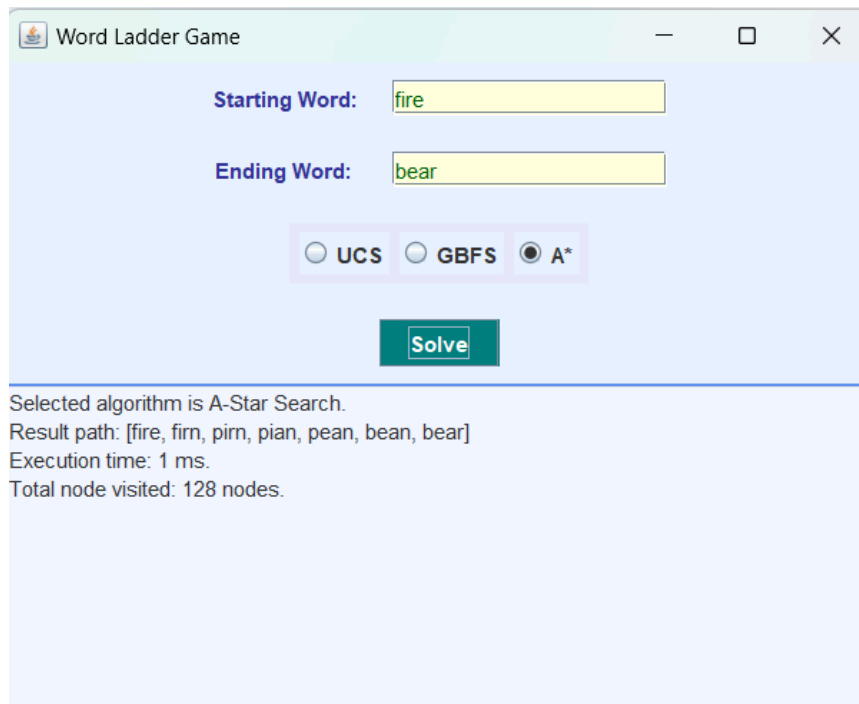 Word Ladder Game
Starting Word: fire
Ending Word: bear
UCS GBFS A*
Solve
Selected algorithm is A-Star Search.
Result path: [fire, firn, pirn, pian, pean, bean, bear]
Execution time: 1 ms.
Total node visited: 128 nodes.